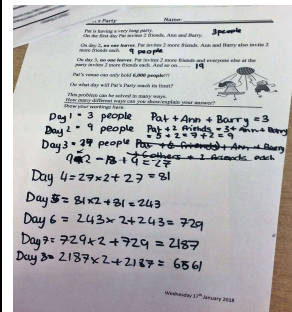 's Party Name:
Pat is having a very long party.
On the first day Pat invites 2 friends, Ann and Barry. 3 people
On day 2, no one leaves. Pat invites 2 more friends. Ann and Barry also invite 2
more friends each. 9 people
On day 3, no one leaves. Pat invites 2 more friends and everyone else at the
party invites 2 more friends each. And so on ...... 19
Pat's venue can only hold 6,000 people!!!
On what day will Pat's Party reach its limit?
This problem can be solved in many ways.
How many different ways can you show/explain your answer?
Show your workings here.
Day 1 = 3 people Pat + Ann + Barry = 3
Day 2 = 9 people Pat + 2 friends = 3 + Ann + Barry
Day 3 = 27 people
9×2 = 18 + 9 = 27
Day 4 = 27×2 + 27 = 81
Day 5 = 81×2 + 81 = 243
Day 6 = 243×2 + 243 = 729
Day 7 = 729×2 + 729 = 2187
Day 8 = 2187×2 + 2187 = 6561
Wednesday 17th January 2018